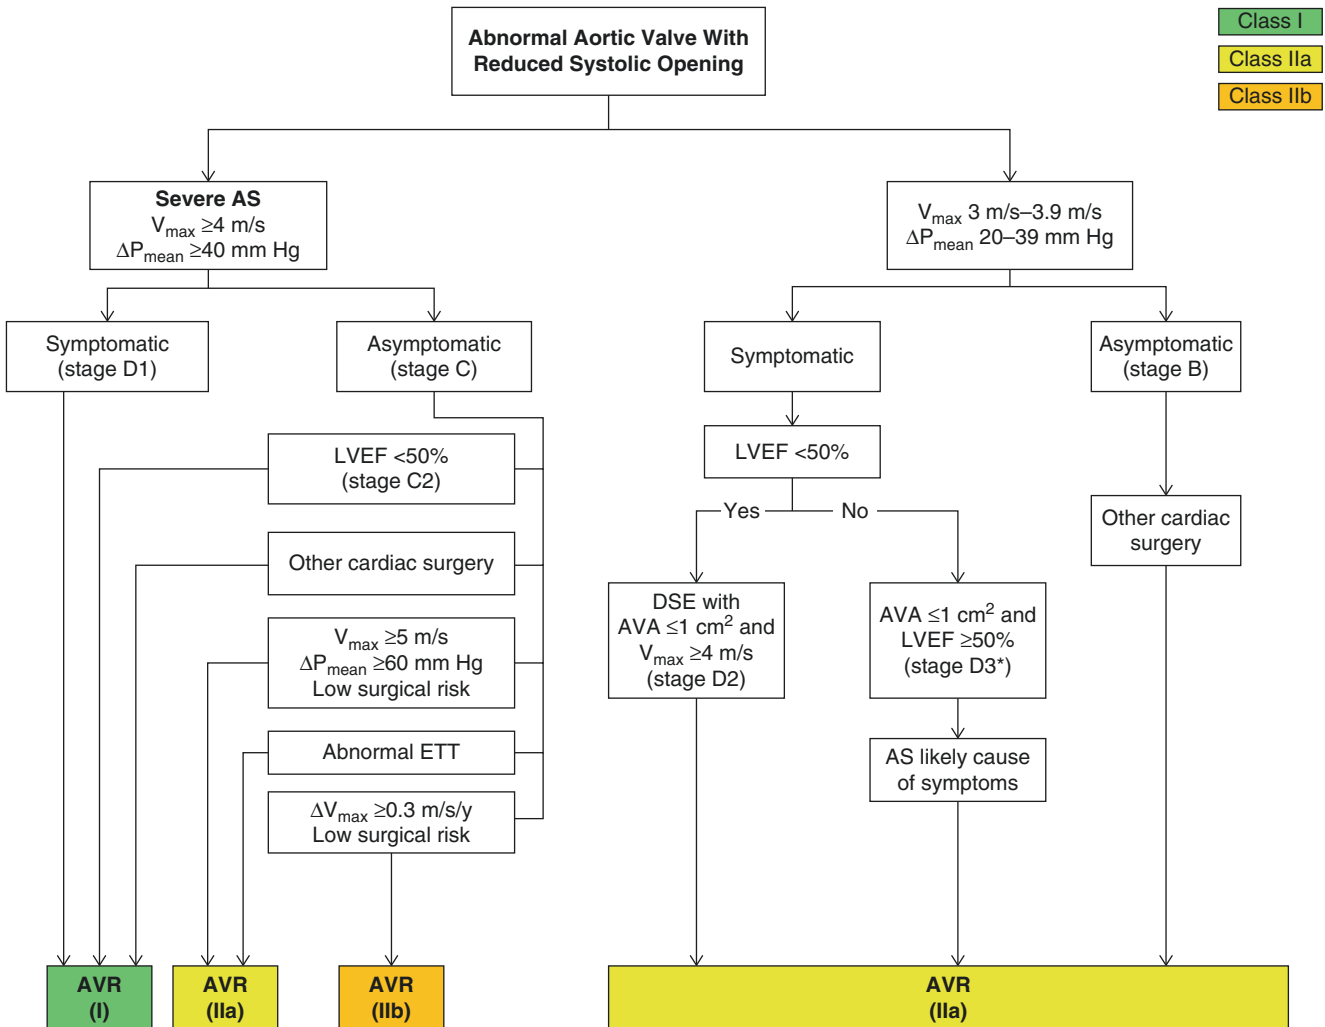 Abnormal Aortic Valve With
Reduced Systolic Opening
Class I
Class IIa
Class IIb
Severe AS
Vmax ≥4 m/s
ΔPmean ≥40 mm Hg
Vmax 3 m/s–3.9 m/s
ΔPmean 20–39 mm Hg
Symptomatic
(stage D1)
Asymptomatic
(stage C)
Symptomatic
Asymptomatic
(stage B)
LVEF <50%
(stage C2)
LVEF <50%
Yes
No
Other cardiac surgery
Other cardiac
surgery
Vmax ≥5 m/s
ΔPmean ≥60 mm Hg
Low surgical risk
DSE with
AVA ≤1 cm² and
Vmax ≥4 m/s
(stage D2)
AVA ≤1 cm² and
LVEF ≥50%
(stage D3*)
Abnormal ETT
AS likely cause
of symptoms
ΔVmax ≥0.3 m/s/y
Low surgical risk
AVR
(I)
AVR
(IIa)
AVR
(IIb)
AVR
(IIa)